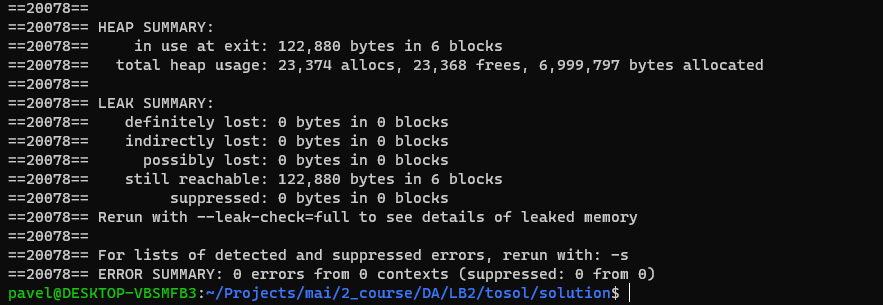 ==20078==
==20078== HEAP SUMMARY:
==20078==     in use at exit: 122,880 bytes in 6 blocks
==20078==   total heap usage: 23,374 allocs, 23,368 frees, 6,999,797 bytes allocated
==20078==
==20078== LEAK SUMMARY:
==20078==    definitely lost: 0 bytes in 0 blocks
==20078==    indirectly lost: 0 bytes in 0 blocks
==20078==      possibly lost: 0 bytes in 0 blocks
==20078==    still reachable: 122,880 bytes in 6 blocks
==20078==         suppressed: 0 bytes in 0 blocks
==20078== Rerun with --leak-check=full to see details of leaked memory
==20078==
==20078== For lists of detected and suppressed errors, rerun with: -s
==20078== ERROR SUMMARY: 0 errors from 0 contexts (suppressed: 0 from 0)
pavel@DESKTOP-VBSMFB3:~/Projects/mai/2_course/DA/LB2/tosol/solution$